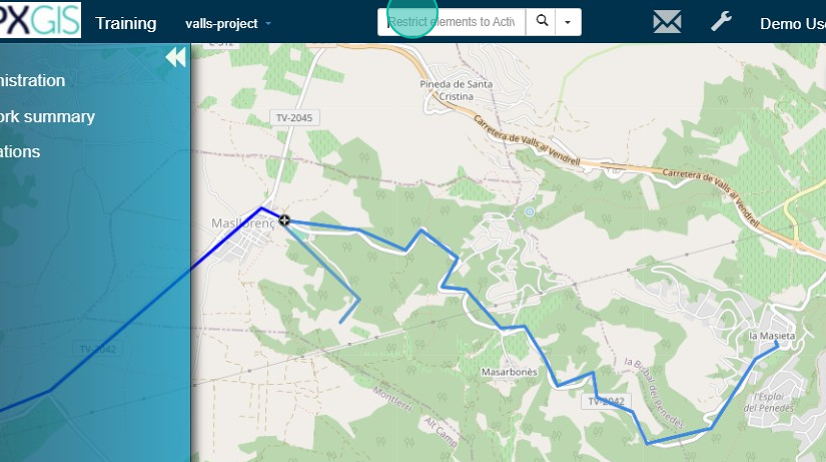 PXGIS
Training
valls-project
Restrict elements to Activ
Demo Use
nistration
ork summary
ations
C-512
Pineda de Santa
Cristina
TV-2045
Carretera de Valls al Vendrell
Carretera de Valls al Vendrell
Masllorenç
TV-2042
la Masieta
Masarbonès
la Bisbal del Penedès
TV-2042
l'Esplai
del Penedès
Montferri
Alt Camp